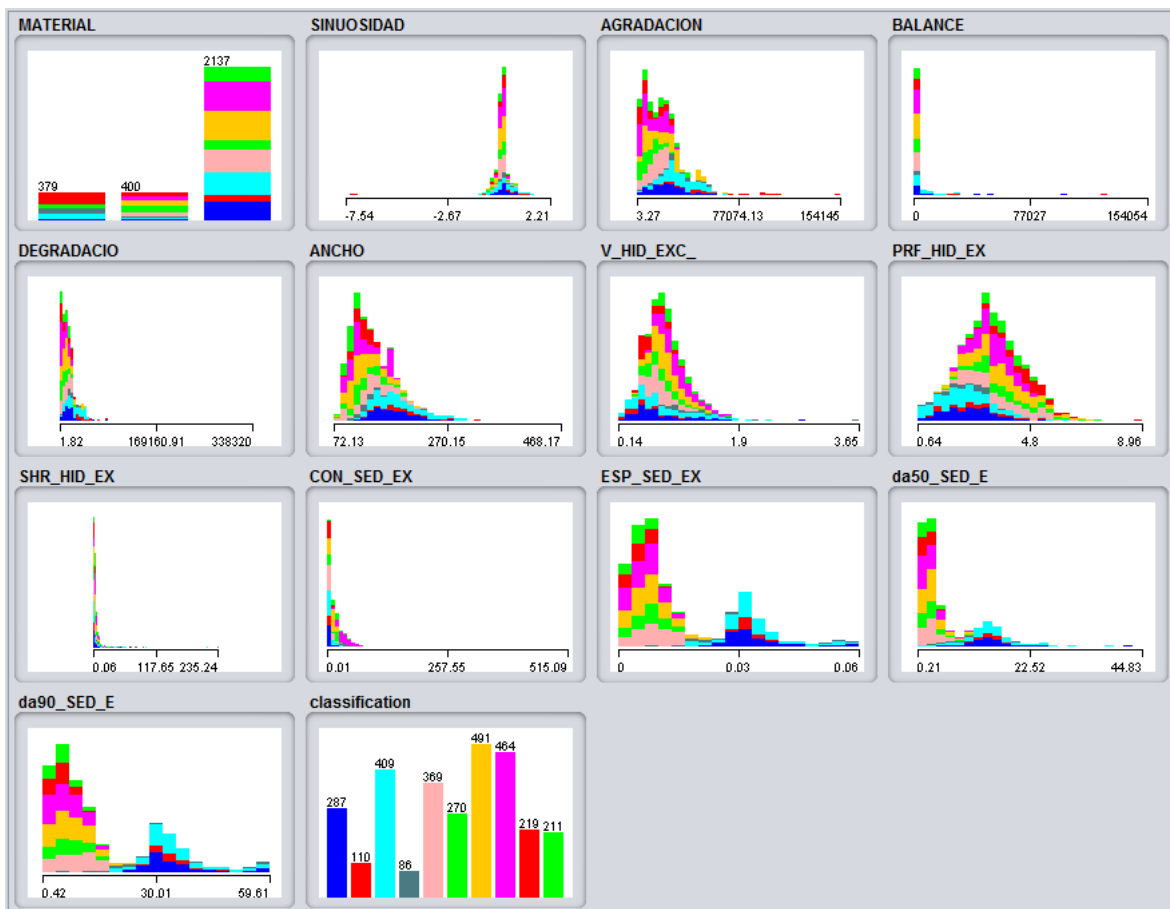 MATERIAL SINUOSIDAD AGRADACION BALANCE
2137
379 400
-7.54 -2.67 2.21 3.27 77074.13 154145 0 77027 154054
DEGRADACIO ANCHO V_HID_EXC_ PRF_HID_EX
1.82 169160.91 338320 72.13 270.15 468.17 0.14 1.9 3.65 0.64 4.8 8.96
SHR_HID_EX CON_SED_EX ESP_SED_EX da50_SED_E
0.06 117.65 235.24 0.01 257.55 515.09 0 0.03 0.06 0.21 22.52 44.83
da90_SED_E classification
491
464
409
369
287 270
219 211
110 86
0.42 30.01 59.61